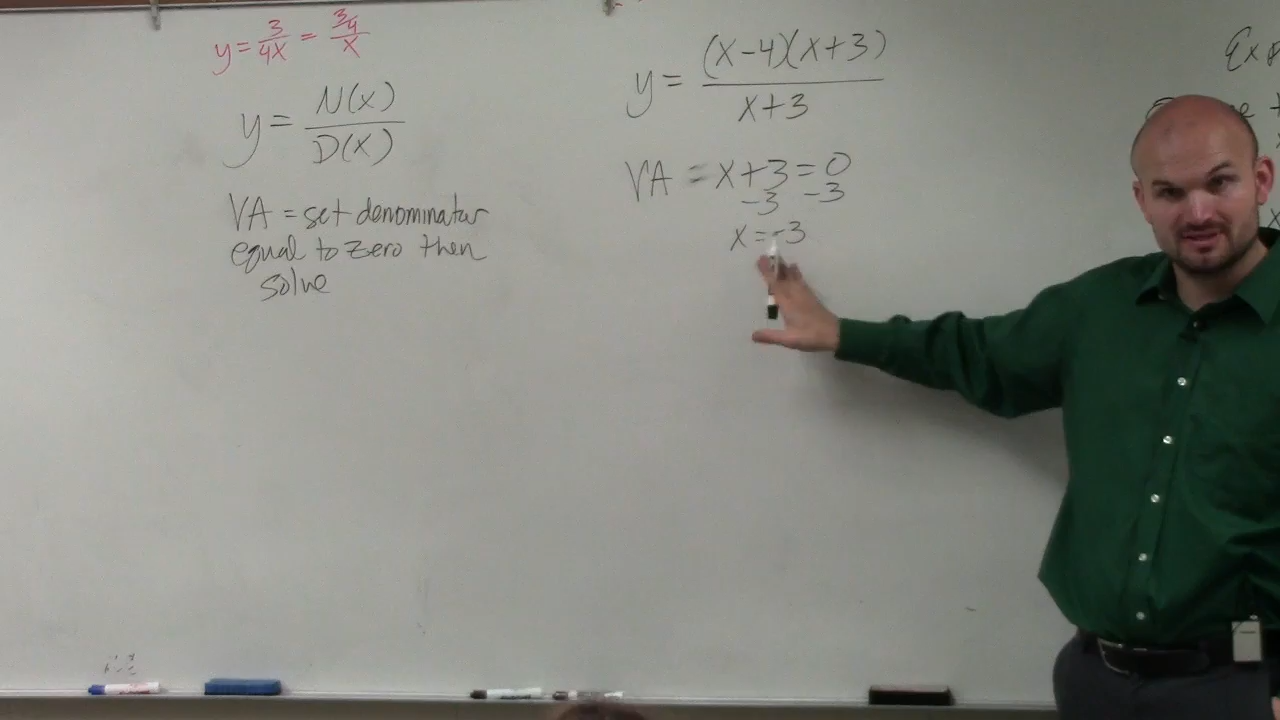 y = 3/4x = 3/4/x
y = N(x)/D(x)
VA = set denominator
equal to zero then
solve
y = (x-4)(x+3)/x+3
VA = x+3=0
-3 -3
x=-3